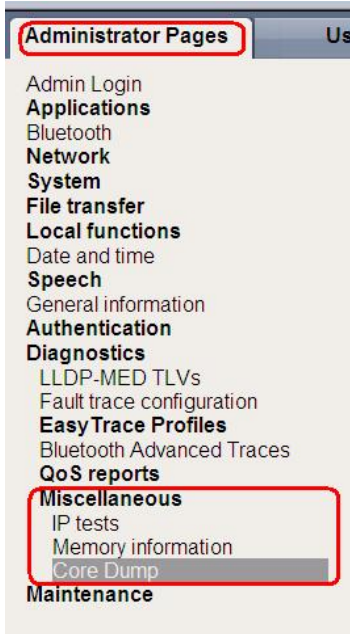 Administrator Pages
Us
Admin Login
Applications
Bluetooth
Network
System
File transfer
Local functions
Date and time
Speech
General information
Authentication
Diagnostics
LLDP-MED TLVs
Fault trace configuration
EasyTrace Profiles
Bluetooth Advanced Traces
QoS reports
Miscellaneous
IP tests
Memory information
Core Dump
Maintenance